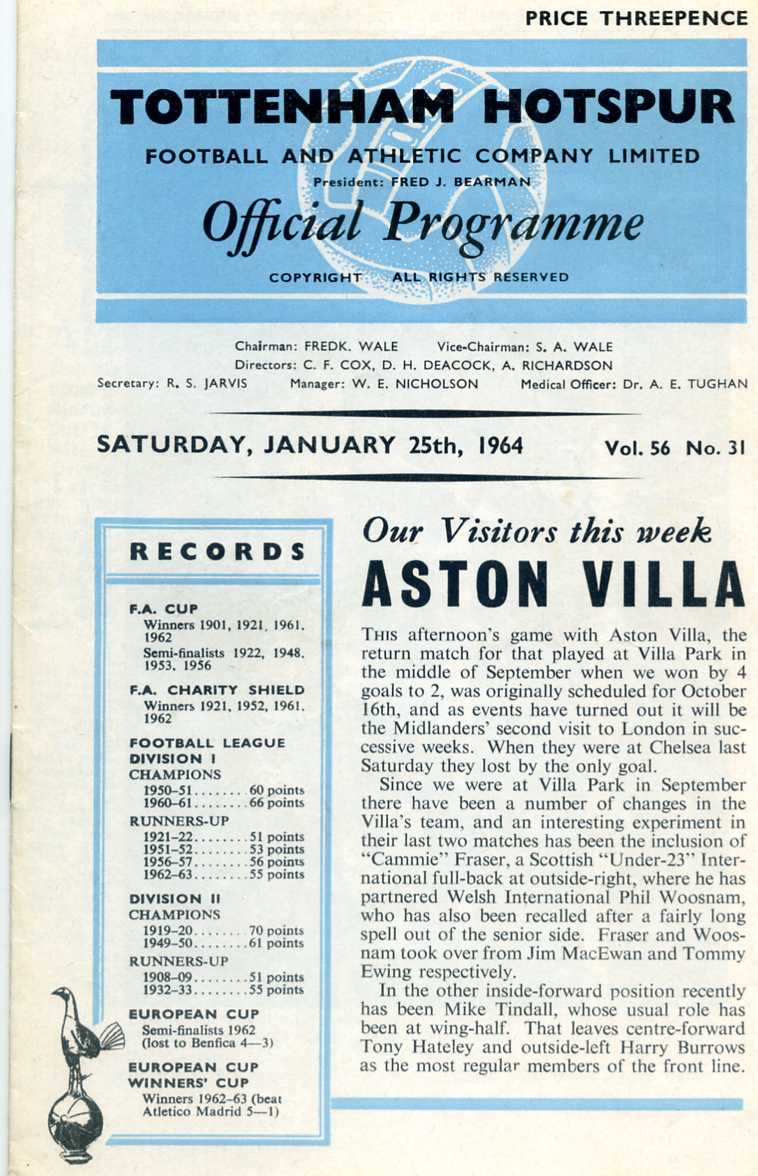 PRICE THREEPENCE
TOTTENHAM HOTSPUR
FOOTBALL AND ATHLETIC COMPANY LIMITED
President: FRED J. BEARMAN
Official Programme
COPYRIGHT ALL RIGHTS RESERVED
Chairman: FREDK. WALE Vice-Chairman: S. A. WALE
Directors: C. F. COX, D. H. DEACOCK, A. RICHARDSON
Secretary: R. S. JARVIS Manager: W. E. NICHOLSON Medical Officer: Dr. A. E. TUGHAN
SATURDAY, JANUARY 25th, 1964 Vol. 56 No. 31
RECORDS
F.A. CUP
Winners 1901, 1921, 1961,
1962
Semi-finalists 1922, 1948,
1953, 1956
F.A. CHARITY SHIELD
Winners 1921, 1952, 1961,
1962
FOOTBALL LEAGUE
DIVISION I
CHAMPIONS
1950–51........60 points
1960–61........66 points
RUNNERS-UP
1921–22........51 points
1951–52........53 points
1956–57........56 points
1962–63........55 points
DIVISION II
CHAMPIONS
1919–20........70 points
1949–50........61 points
RUNNERS-UP
1908–09........51 points
1932–33........55 points
EUROPEAN CUP
Semi-finalists 1962
(lost to Benfica 4—3)
EUROPEAN CUP
WINNERS' CUP
Winners 1962–63 (beat
Atletico Madrid 5—1)
Our Visitors this week
ASTON VILLA
THIS afternoon's game with Aston Villa, the
return match for that played at Villa Park in
the middle of September when we won by 4
goals to 2, was originally scheduled for October
16th, and as events have turned out it will be
the Midlanders' second visit to London in suc-
cessive weeks. When they were at Chelsea last
Saturday they lost by the only goal.
Since we were at Villa Park in September
there have been a number of changes in the
Villa's team, and an interesting experiment in
their last two matches has been the inclusion of
"Cammie" Fraser, a Scottish "Under-23" Inter-
national full-back at outside-right, where he has
partnered Welsh International Phil Woosnam,
who has also been recalled after a fairly long
spell out of the senior side. Fraser and Woos-
nam took over from Jim MacEwan and Tommy
Ewing respectively.
In the other inside-forward position recently
has been Mike Tindall, whose usual role has
been at wing-half. That leaves centre-forward
Tony Hateley and outside-left Harry Burrows
as the most regular members of the front line.